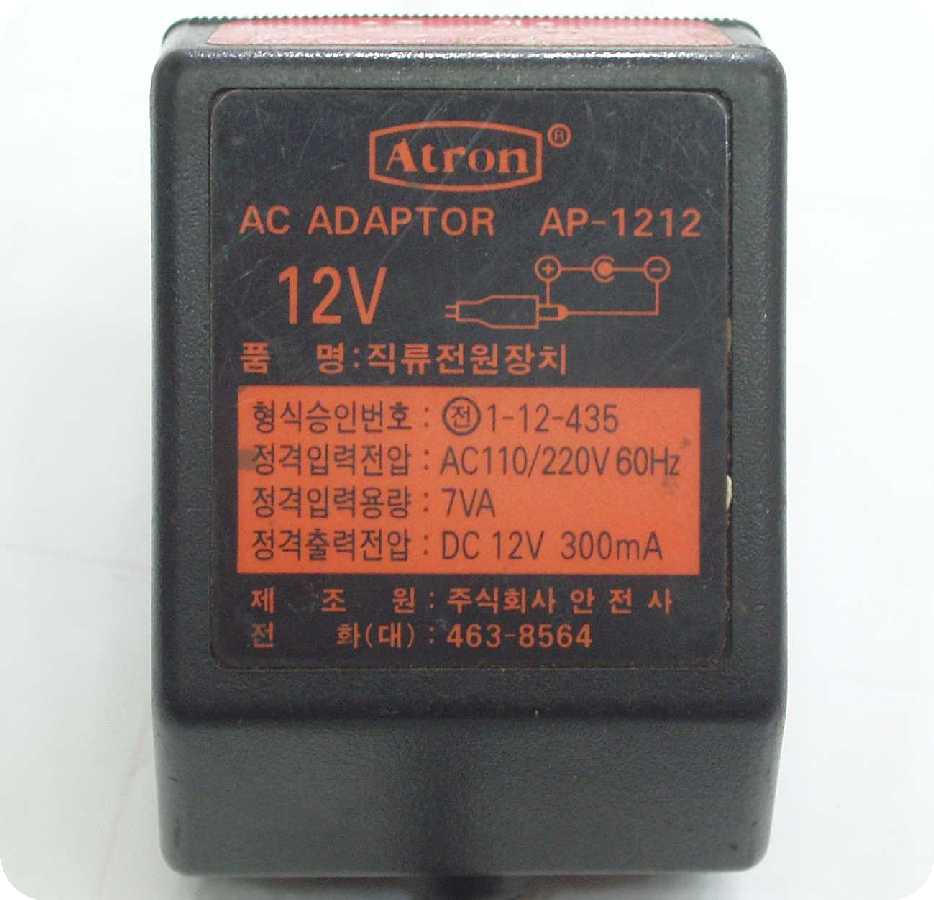 Atron®
AC ADAPTOR AP-1212
12V
품 명:직류전원장치
형식승인번호 : ㉠1-12-435
정격입력전압 : AC110/220V 60Hz
정격입력용량 : 7VA
정격출력전압 : DC 12V 300mA
제 조 원 : 주식회사 안전사
전 화(대) : 463-8564